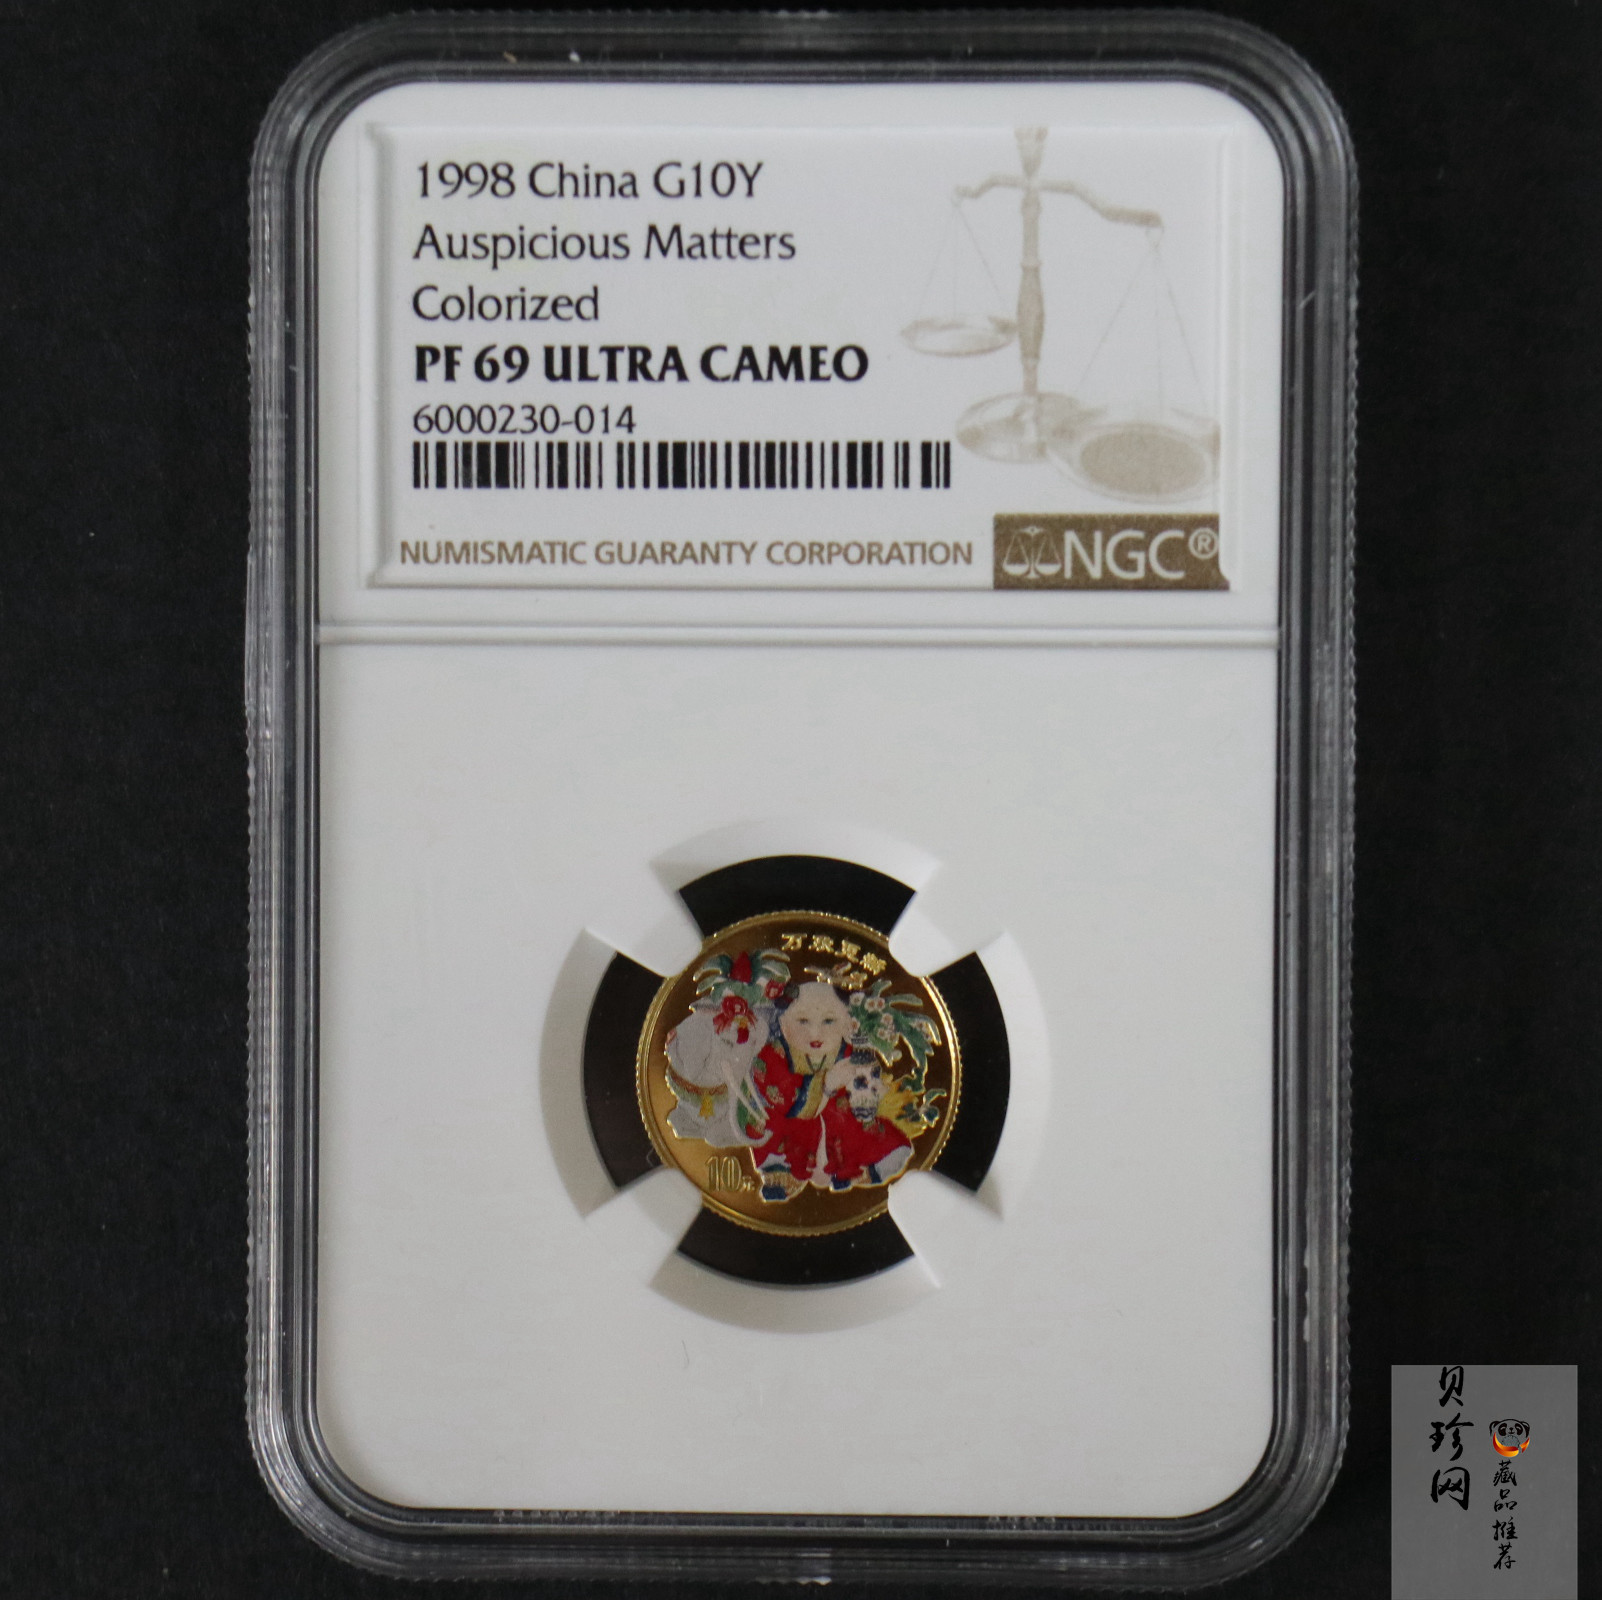 1998 China G10Y
Auspicious Matters
Colorized
PF 69 ULTRA CAMEO
6000230-014
NUMISMATIC GUARANTY CORPORATION
NGC®
万象更新
10元
贝珍网
藏品推荐